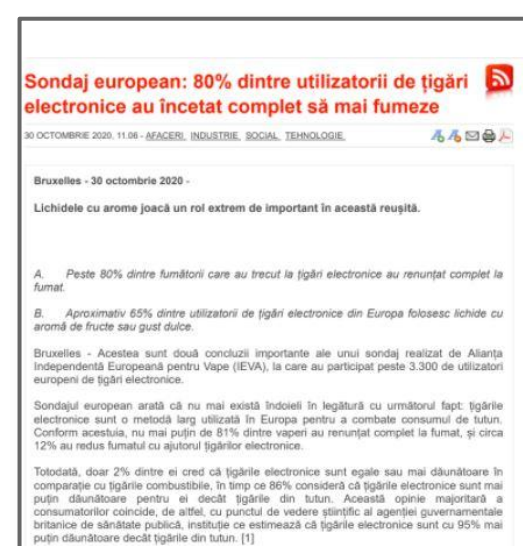 Sondaj european: 80% dintre utilizatorii de țigări
electronice au încetat complet să mai fumeze
30 OCTOMBRIE 2020, 11.06 - AFACERI, INDUSTRIE, SOCIAL, TEHNOLOGIE
Bruxelles - 30 octombrie 2020 -
Lichidele cu arome joacă un rol extrem de important în această reușită.
A. Peste 80% dintre fumătorii care au trecut la țigări electronice au renunțat complet la
fumat.
B. Aproximativ 65% dintre utilizatorii de țigări electronice din Europa folosesc lichide cu
aromă de fructe sau gust dulce.
Bruxelles - Acestea sunt două concluzii importante ale unui sondaj realizat de Alianța
Independentă Europeană pentru Vape (IEVA), la care au participat peste 3.300 de utilizatori
europeni de țigări electronice.
Sondajul european arată că nu mai există îndoieli în legătură cu următorul fapt: țigările
electronice sunt o metodă larg utilizată în Europa pentru a combate consumul de tutun.
Conform acestuia, nu mai puțin de 81% dintre vaperi au renunțat complet la fumat, și circa
12% au redus fumatul cu ajutorul țigărilor electronice.
Totodată, doar 2% dintre ei cred că țigările electronice sunt egale sau mai dăunătoare în
comparație cu țigările combustibile, în timp ce 86% consideră că țigările electronice sunt mai
puțin dăunătoare pentru ei decât țigările din tutun. Această opinie majoritară a
consumatorilor coincide, de altfel, cu punctul de vedere științific al agenției guvernamentale
britanice de sănătate publică, instituție ce estimează că țigările electronice sunt cu 95% mai
puțin dăunătoare decât țigările din tutun. [1]